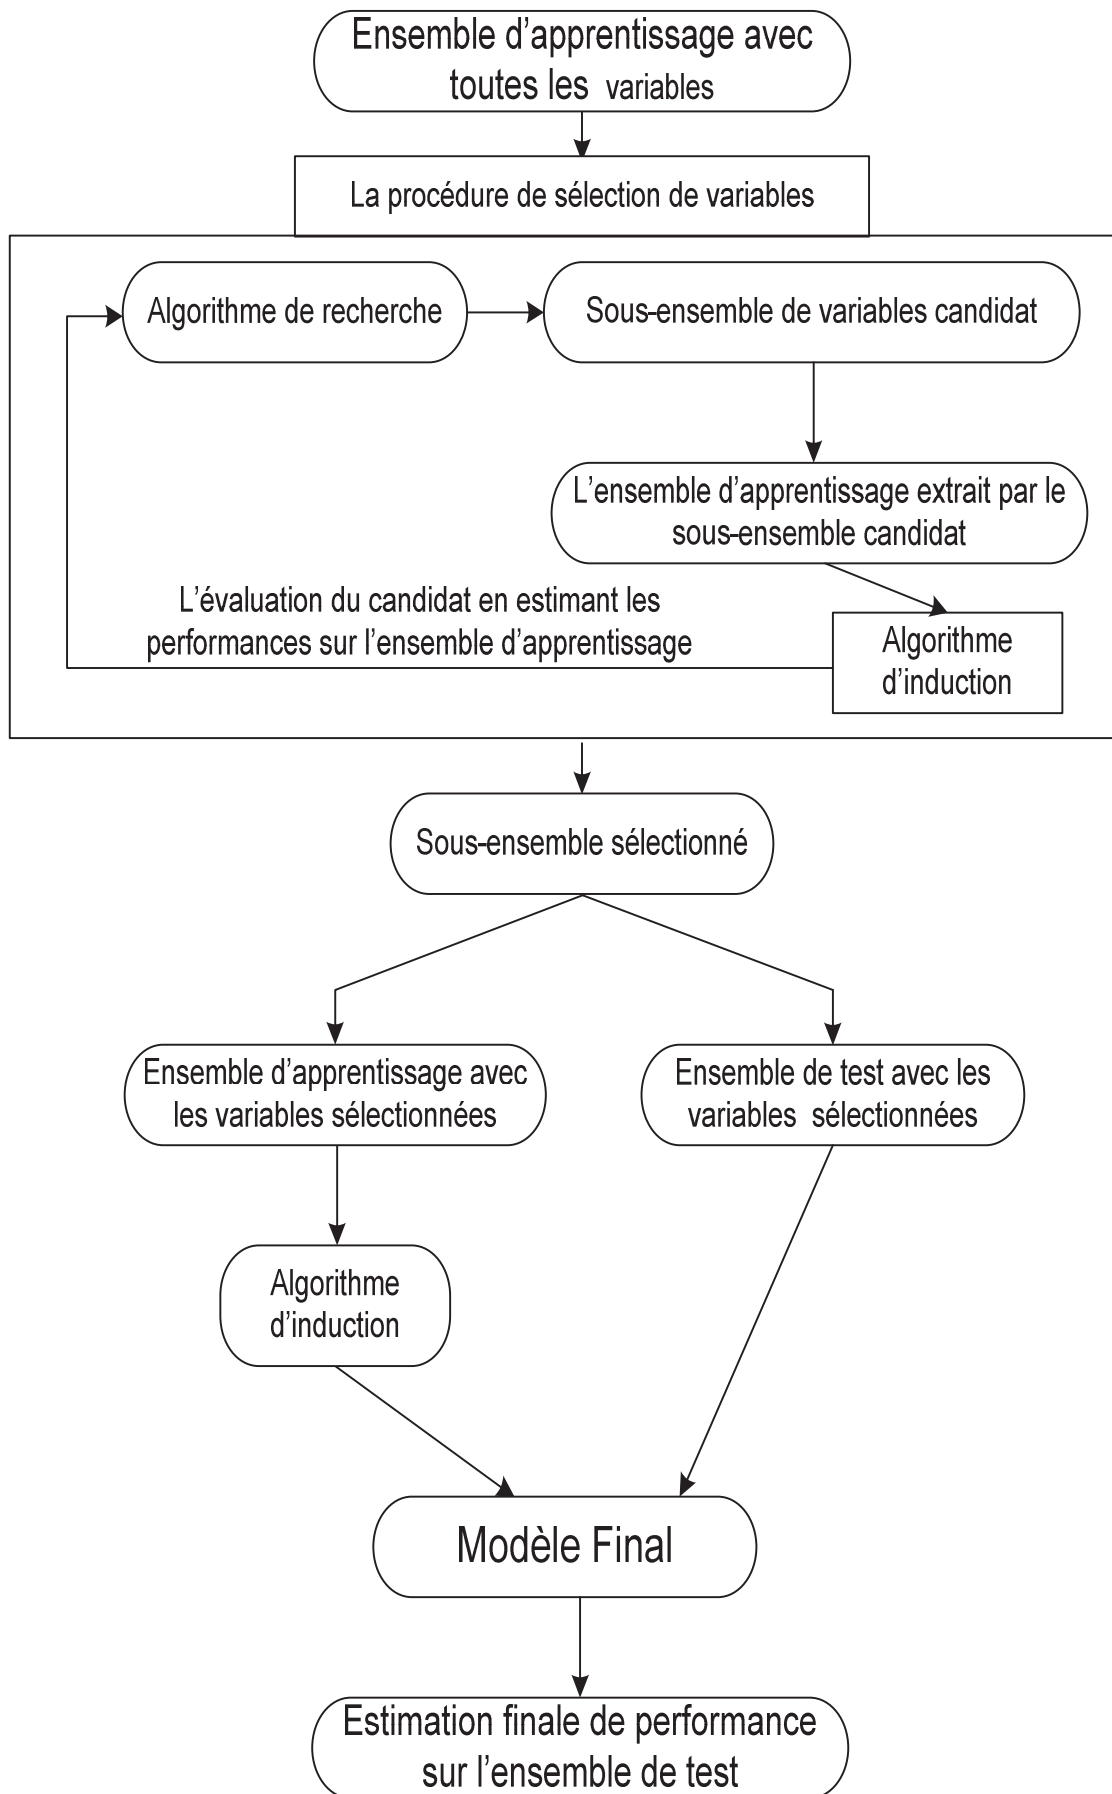 Ensemble d'apprentissage avec
toutes les variables
La procédure de sélection de variables
Algorithme de recherche
Sous-ensemble de variables candidat
L'ensemble d'apprentissage extrait par le
sous-ensemble candidat
L'évaluation du candidat en estimant les
performances sur l'ensemble d'apprentissage
Algorithme
d'induction
Sous-ensemble sélectionné
Ensemble d'apprentissage avec
les variables sélectionnées
Ensemble de test avec les
variables sélectionnées
Algorithme
d'induction
Modèle Final
Estimation finale de performance
sur l'ensemble de test